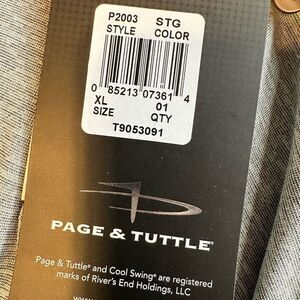 P2003 STG
STYLE COLOR
0 85213 07361 4
XL 01
SIZE QTY
T9053091
PAGE & TUTTLE®
Page & Tuttle® and Cool Swing® are registered
marks of River's End Holdings, LLC